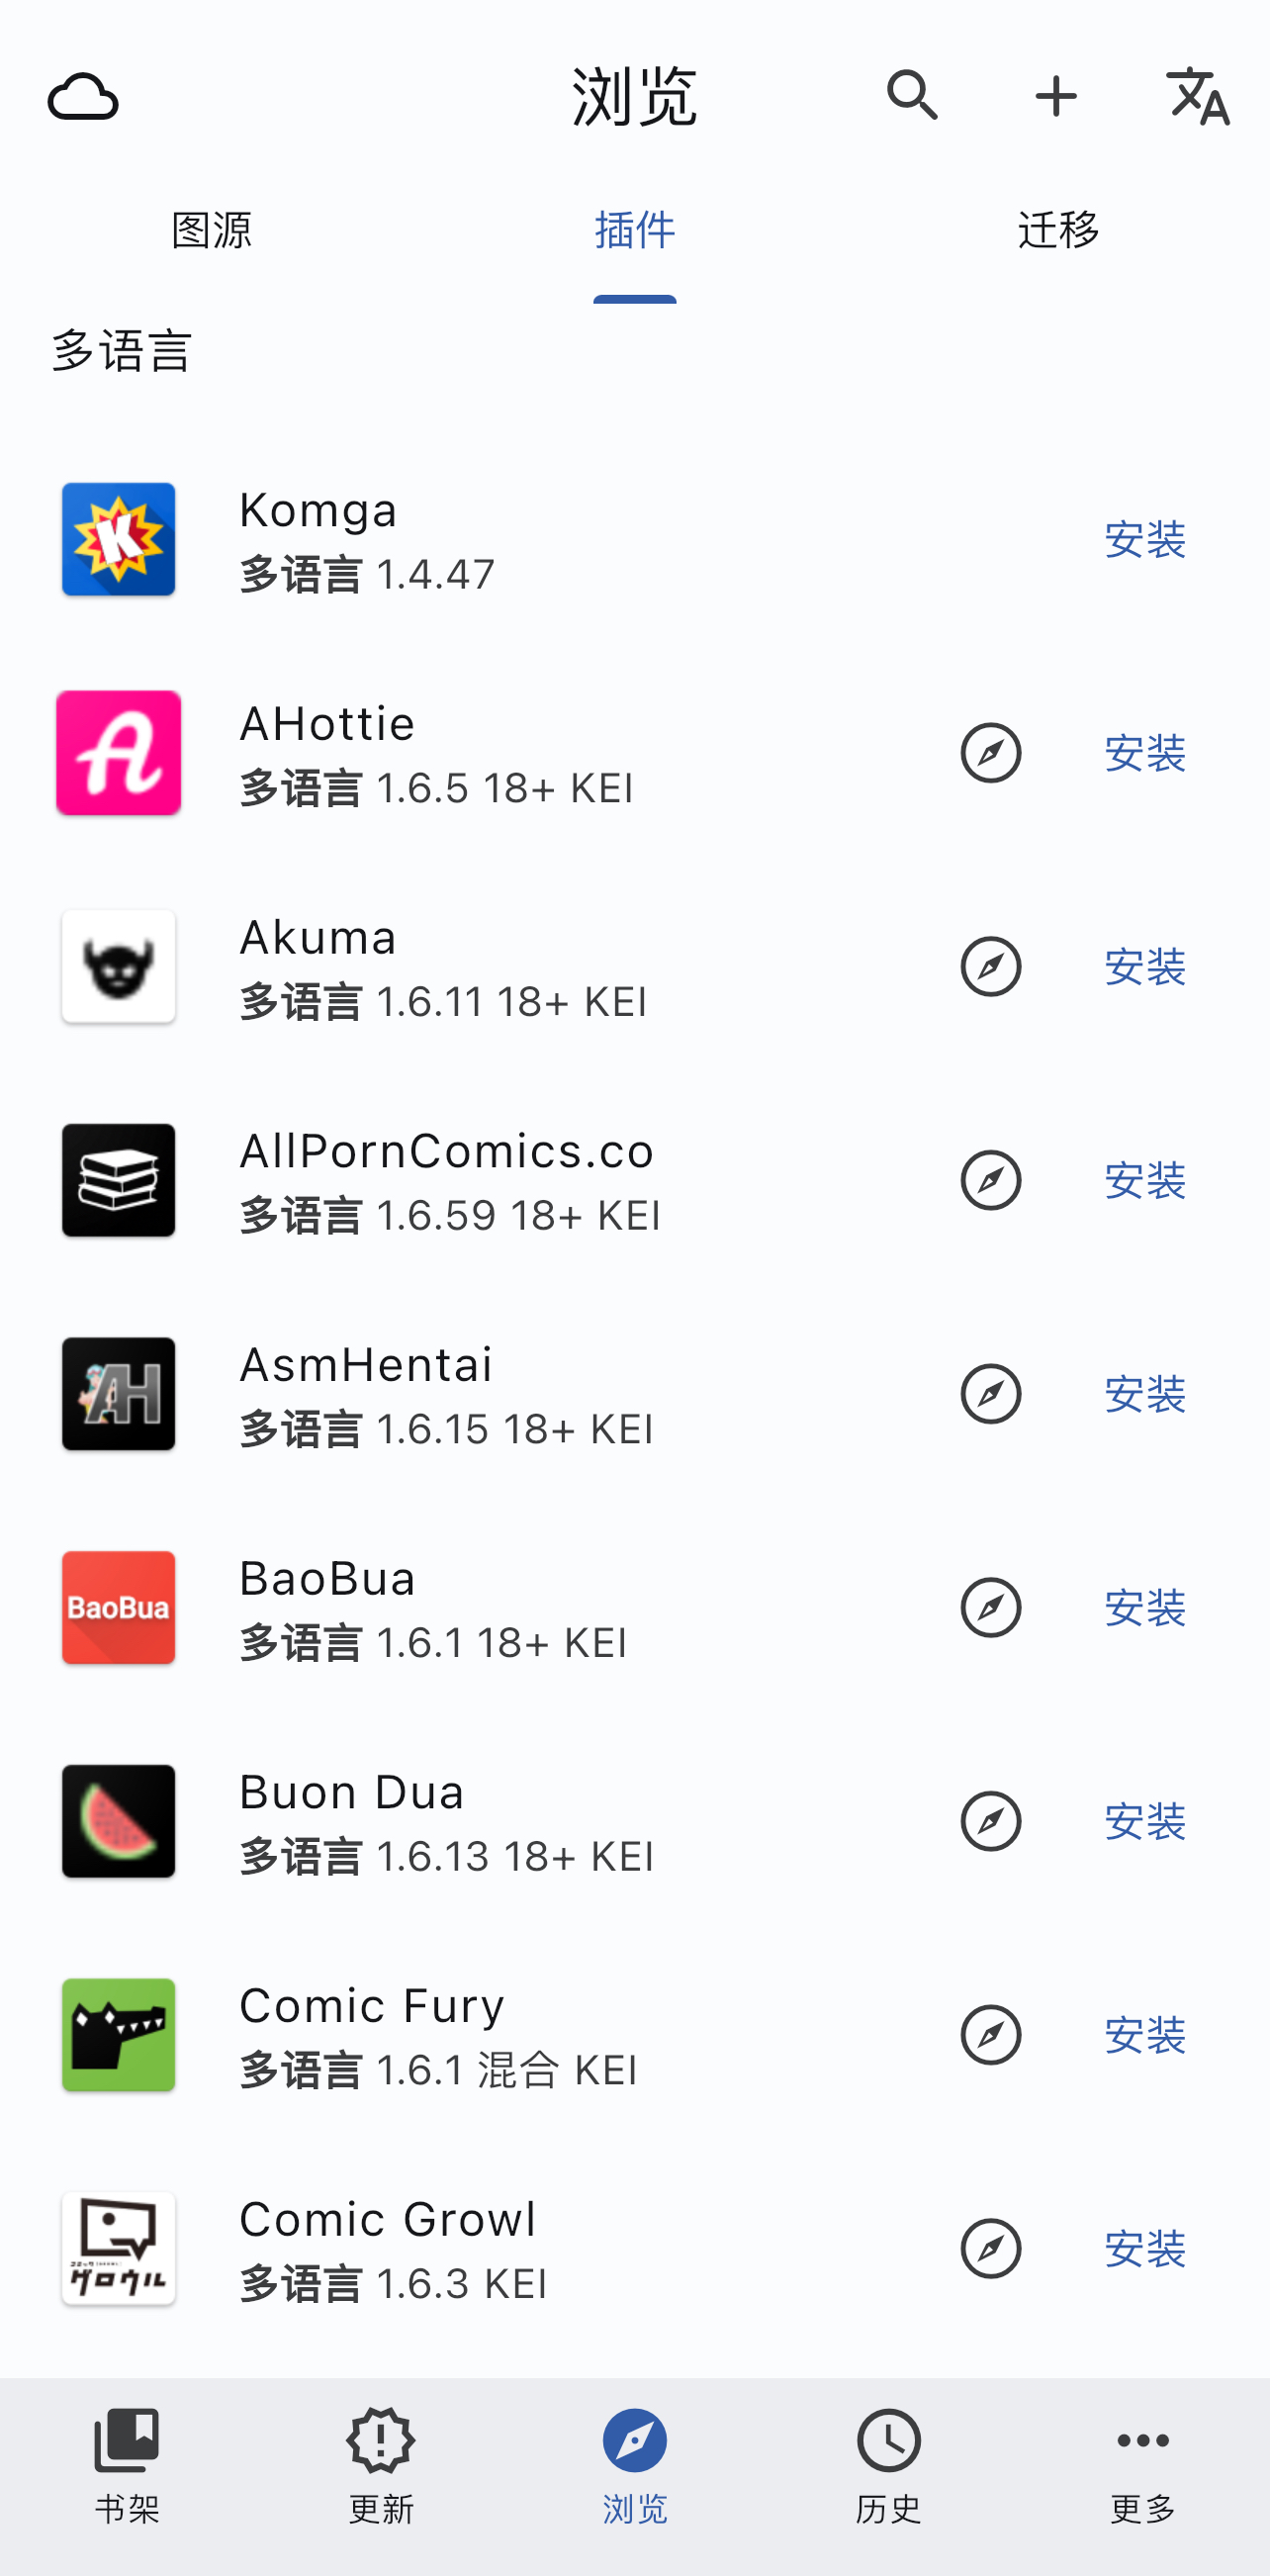 浏览
图源
插件
迁移
多语言
Komga
多语言 1.4.47
安装
AHottie
多语言 1.6.5 18+ KEI
安装
Akuma
多语言 1.6.11 18+ KEI
安装
AllPornComics.co
多语言 1.6.59 18+ KEI
安装
AsmHentai
多语言 1.6.15 18+ KEI
安装
BaoBua
BaoBua
多语言 1.6.1 18+ KEI
安装
Buon Dua
多语言 1.6.13 18+ KEI
安装
Comic Fury
多语言 1.6.1 混合 KEI
安装
グロウル
Comic Growl
多语言 1.6.3 KEI
安装
书架
更新
浏览
历史
更多